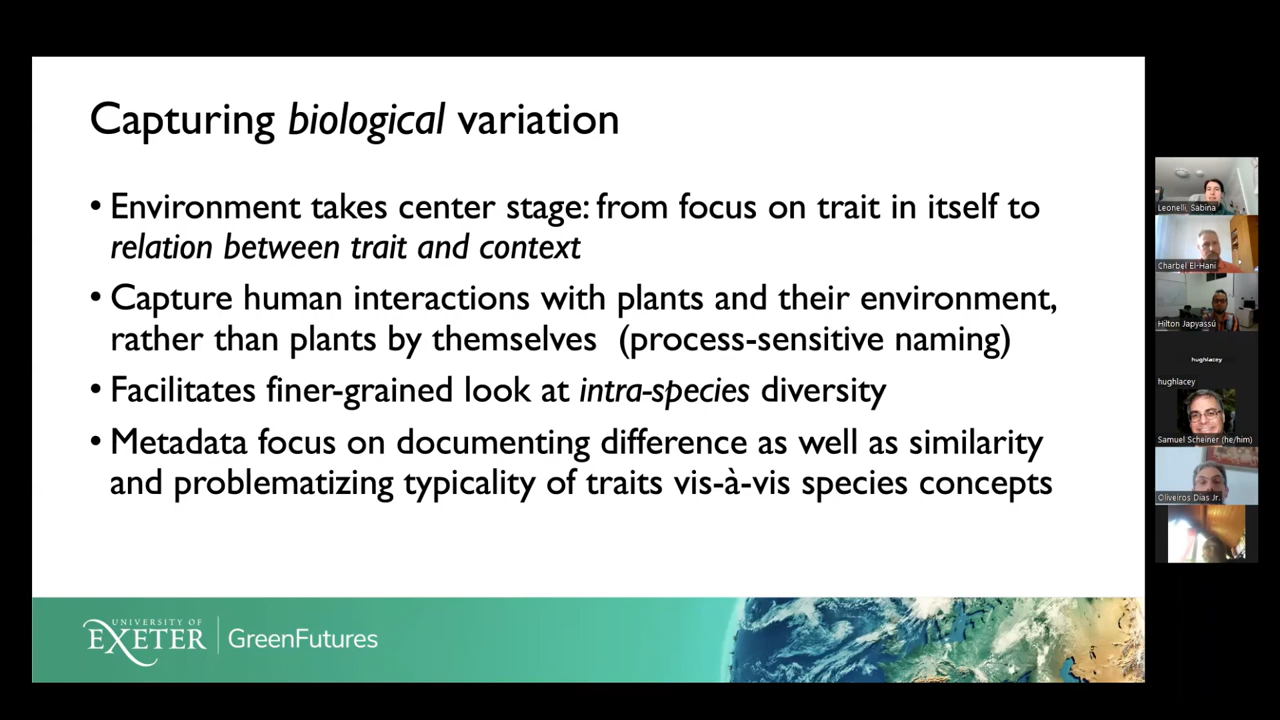 Capturing biological variation
• Environment takes center stage: from focus on trait in itself to
relation between trait and context
• Capture human interactions with plants and their environment,
rather than plants by themselves (process-sensitive naming)
• Facilitates finer-grained look at intra-species diversity
• Metadata focus on documenting difference as well as similarity
and problematizing typicality of traits vis-à-vis species concepts
UNIVERSITY OF
EXETER
GreenFutures
Leonelli, Sabina
Charbel El-Hani
Hilton Japyassú
hughlacey
hughlacey
Samuel Scheiner (he/him)
Oliveiros Dias Jr.